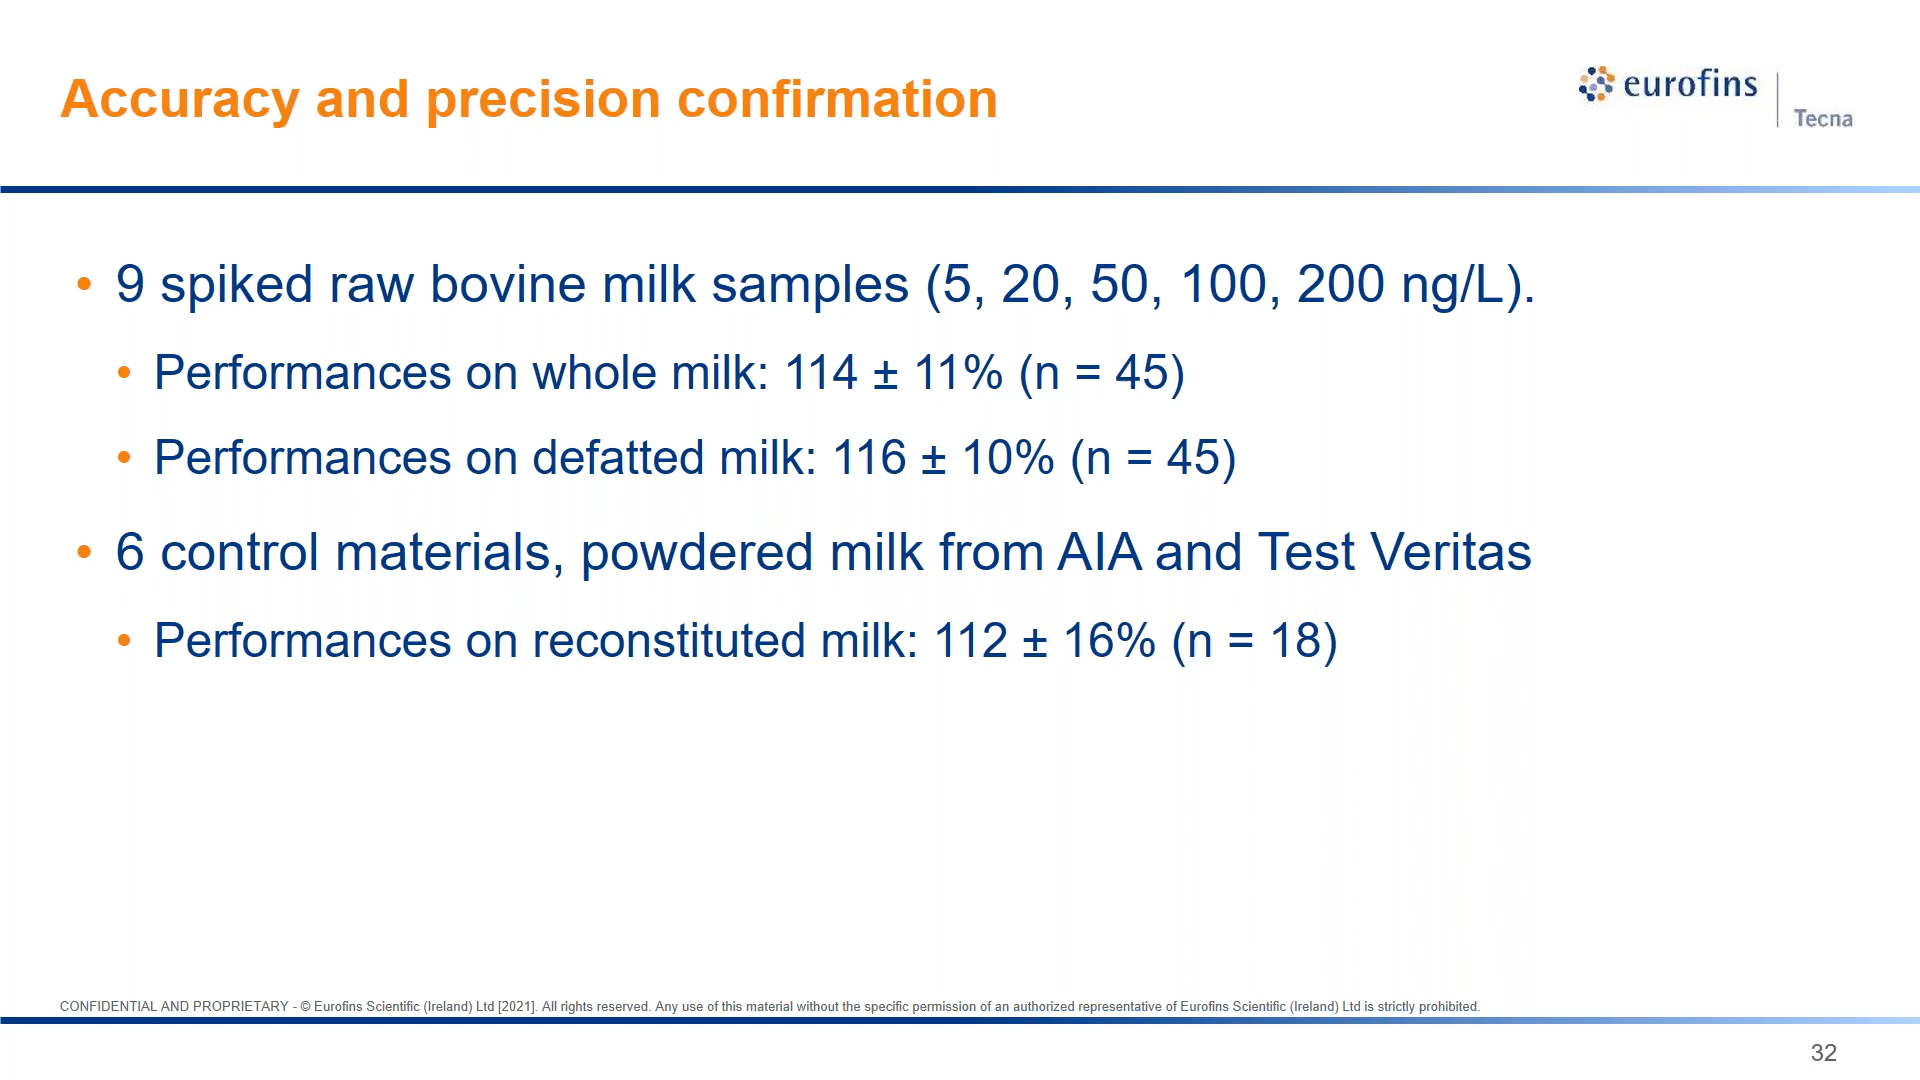 Accuracy and precision confirmation
eurofins
Tecna
• 9 spiked raw bovine milk samples (5, 20, 50, 100, 200 ng/L).
• Performances on whole milk: 114 ± 11% (n = 45)
• Performances on defatted milk: 116 ± 10% (n = 45)
• 6 control materials, powdered milk from AIA and Test Veritas
• Performances on reconstituted milk: 112 ± 16% (n = 18)
CONFIDENTIAL AND PROPRIETARY - © Eurofins Scientific (Ireland) Ltd [2021]. All rights reserved. Any use of this material without the specific permission of an authorized representative of Eurofins Scientific (Ireland) Ltd is strictly prohibited.
32